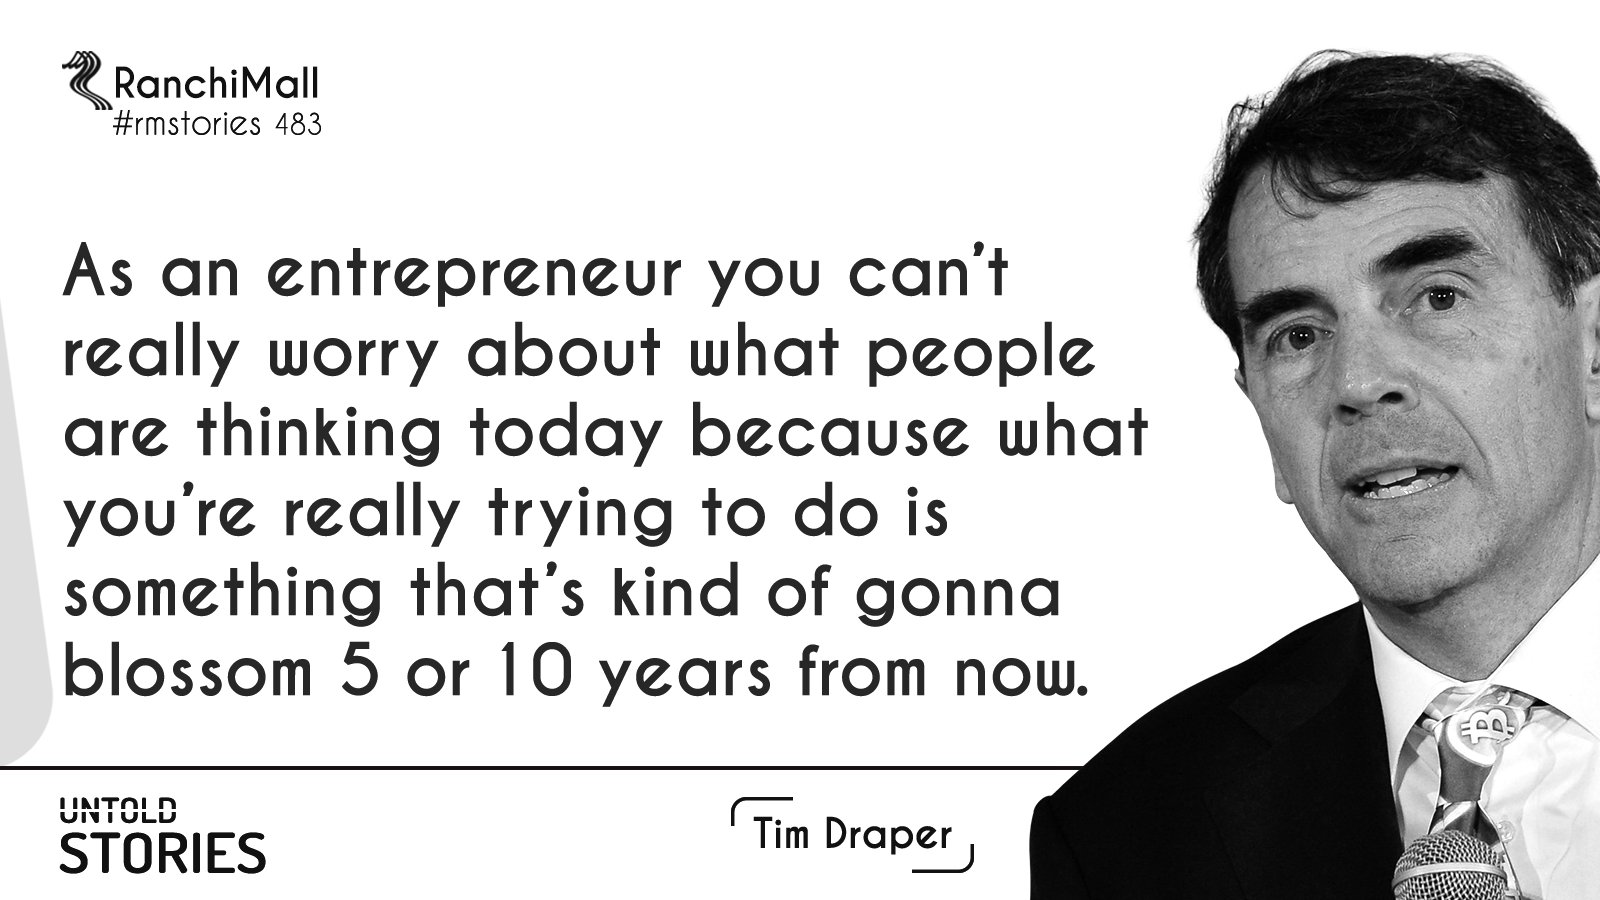 RanchiMall
#rmstories 483
As an entrepreneur you can't
really worry about what people
are thinking today because what
you're really trying to do is
something that's kind of gonna
blossom 5 or 10 years from now.
UNTOLD
STORIES
Tim Draper